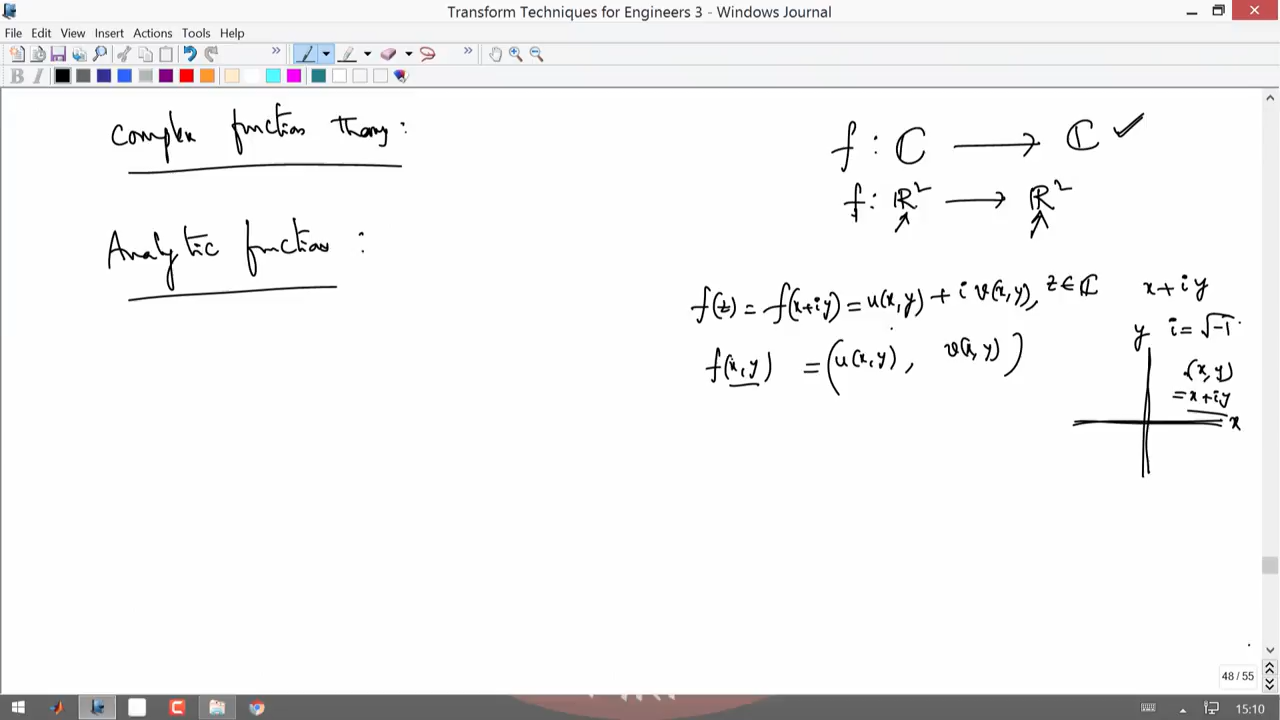 Transform Techniques for Engineers 3 - Windows Journal
File Edit View Insert Actions Tools Help
B I
Complex function Theory:
f : ℂ ⟶ ℂ ✓
f : ℝ² ⟶ ℝ²
Analytic function :
f(z) = f(x+iy) = u(x,y) + i v(x,y), z ∈ ℂ
x + iy
i = √-1
f(x,y) = (u(x,y), v(x,y))
y
(x,y)
= x+iy
x
48 / 55
15:10